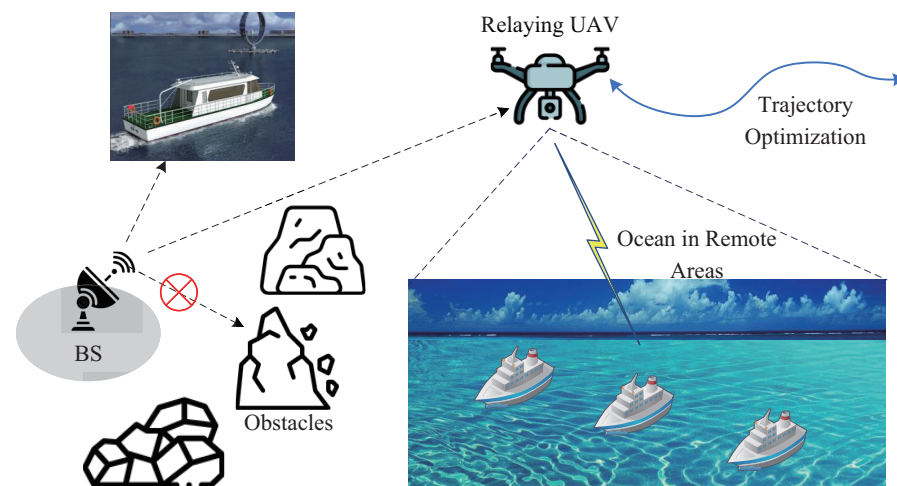 Relaying UAV
Trajectory
Optimization
Ocean in Remote
Areas
BS
Obstacles